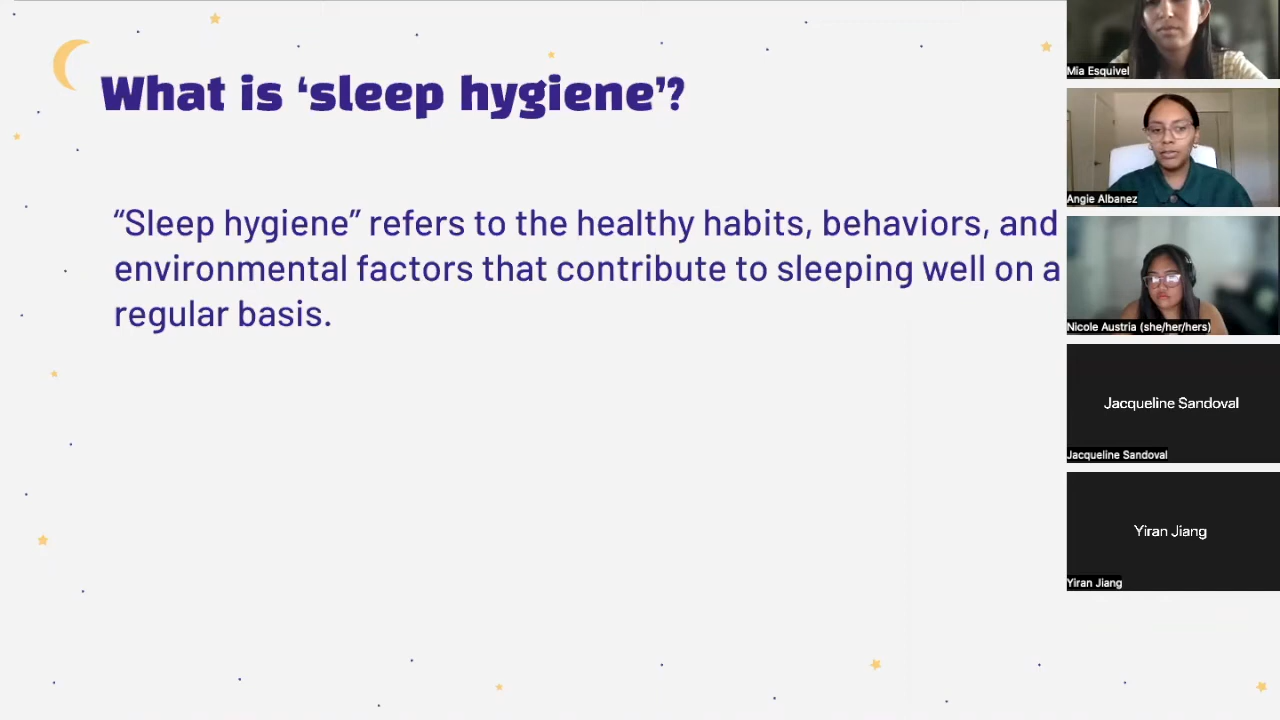 What is ‘sleep hygiene’?
“Sleep hygiene” refers to the healthy habits, behaviors, and
environmental factors that contribute to sleeping well on a
regular basis.
Mia Esquivel
Angie Albanez
Nicole Austria (she/her/hers)
Jacqueline Sandoval
Jacqueline Sandoval
Yiran Jiang
Yiran Jiang